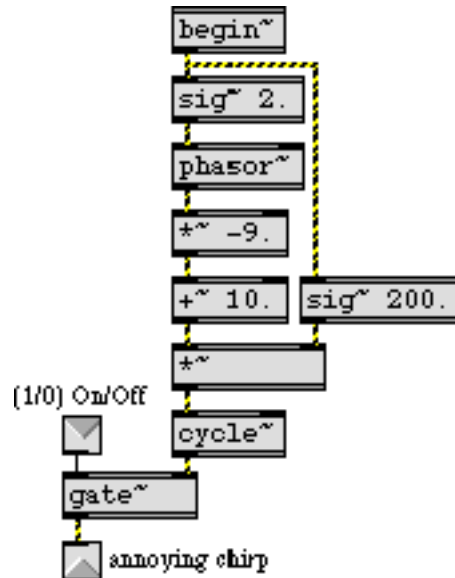 begin~
sig~ 2.
phasor~
*~ -9.
+~ 10.
sig~ 200.
*~
(1/0) On/Off
cycle~
gate~
annoying chirp